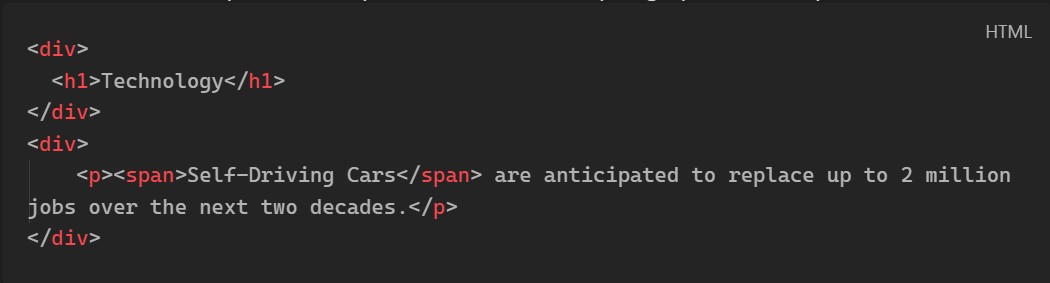 HTML
<div>
  <h1>Technology</h1>
</div>
<div>
    <p><span>Self-Driving Cars</span> are anticipated to replace up to 2 million
jobs over the next two decades.</p>
</div>